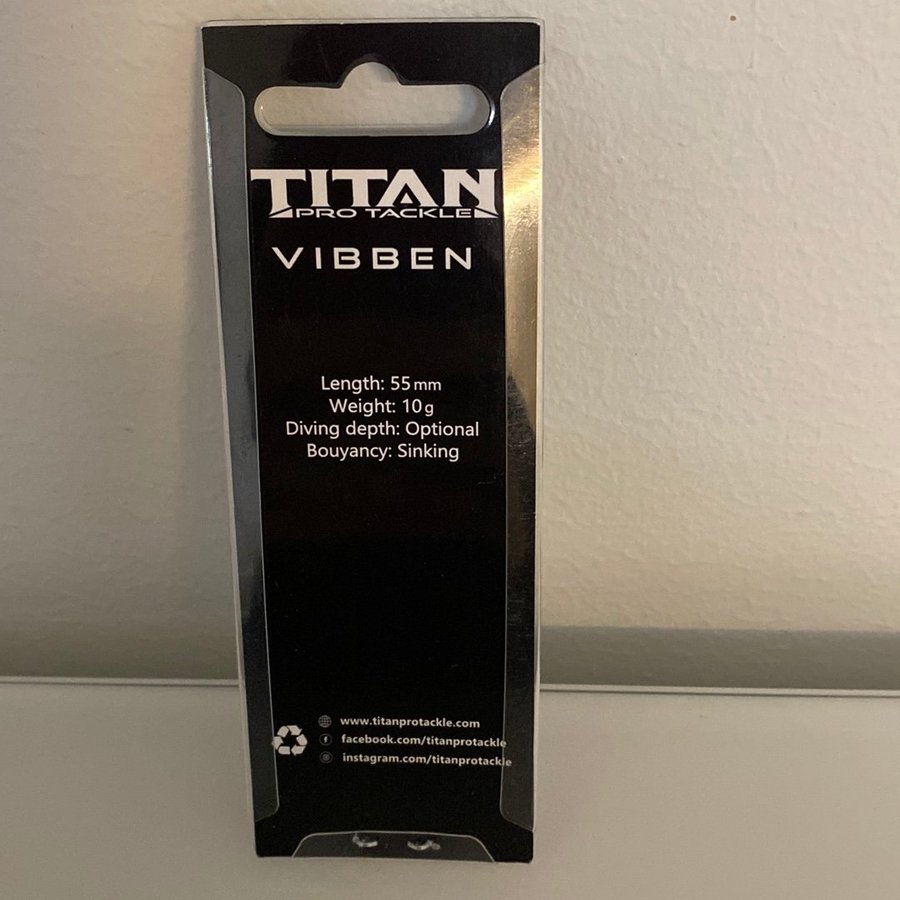 TITAN
PRO TACKLE
VIBBEN
Length: 55mm
Weight: 10g
Diving depth: Optional
Bouyancy: Sinking
www.titanprotackle.com
facebook.com/titanprotackle
instagram.com/titanprotackle